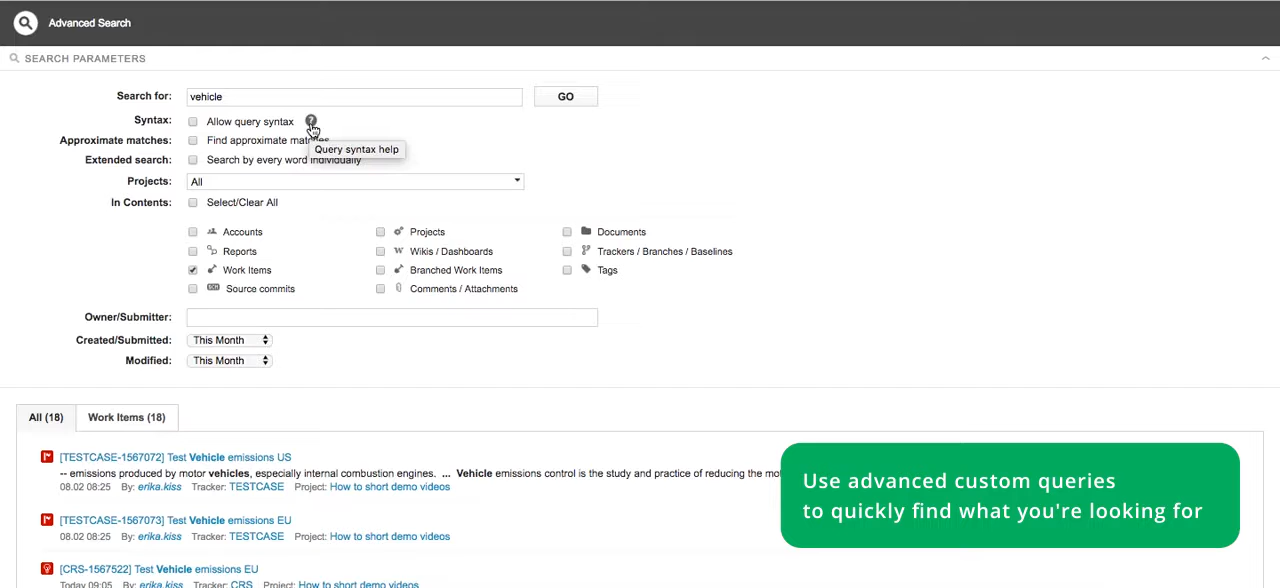 Advanced Search
SEARCH PARAMETERS
Search for: vehicle GO
Syntax: Allow query syntax ?
Approximate matches: Find approximate matches
Query syntax help
Extended search: Search by every word individually
Projects: All
In Contents: Select/Clear All
Accounts Projects Documents
Reports W Wikis / Dashboards Trackers / Branches / Baselines
Work Items Branched Work Items Tags
Source commits Comments / Attachments
Owner/Submitter:
Created/Submitted: This Month
Modified: This Month
All (18) Work Items (18)
[TESTCASE-1567072] Test Vehicle emissions US
-- emissions produced by motor vehicles, especially internal combustion engines. ... Vehicle emissions control is the study and practice of reducing the
08.02 08:25 By: erika.kiss Tracker: TESTCASE Project: How to short demo videos
[TESTCASE-1567073] Test Vehicle emissions EU
08.02 08:25 By: erika.kiss Tracker: TESTCASE Project: How to short demo videos
[CRS-1567522] Test Vehicle emissions EU
Today 09:05 By: erika.kiss Tracker: CRS Project: How to short demo videos
Use advanced custom queries
to quickly find what you're looking for